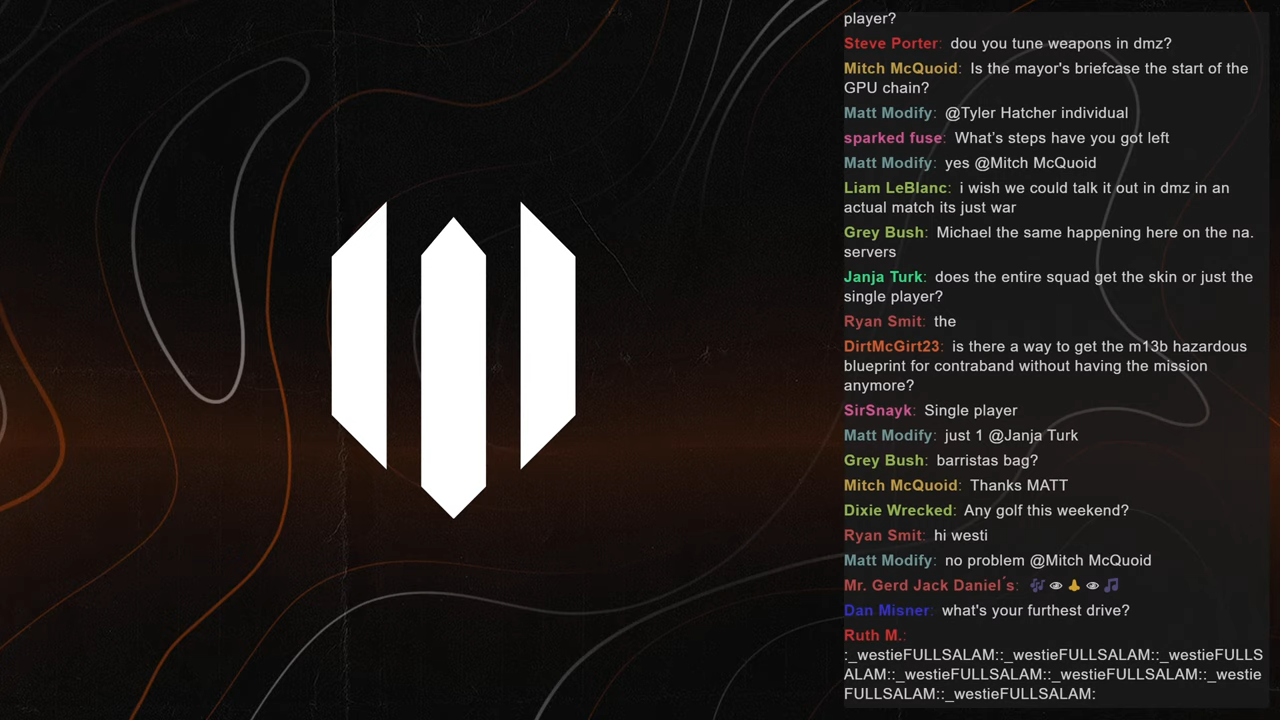 player?
Steve Porter: dou you tune weapons in dmz?
Mitch McQuoid: Is the mayor's briefcase the start of the
GPU chain?
Matt Modify: @Tyler Hatcher individual
sparked fuse: What's steps have you got left
Matt Modify: yes @Mitch McQuoid
Liam LeBlanc: i wish we could talk it out in dmz in an
actual match its just war
Grey Bush: Michael the same happening here on the na.
servers
Janja Turk: does the entire squad get the skin or just the
single player?
Ryan Smit: the
DirtMcGirt23: is there a way to get the m13b hazardous
blueprint for contraband without having the mission
anymore?
SirSnayk: Single player
Matt Modify: just 1 @Janja Turk
Grey Bush: barristas bag?
Mitch McQuoid: Thanks MATT
Dixie Wrecked: Any golf this weekend?
Ryan Smit: hi westi
Matt Modify: no problem @Mitch McQuoid
Mr. Gerd Jack Daniel´s: 🎶👁👃👁🎵
Dan Misner: what's your furthest drive?
Ruth M.:
:_westieFULLSALAM::_westieFULLSALAM::_westieFULLS
ALAM::_westieFULLSALAM::_westieFULLSALAM::_westie
FULLSALAM::_westieFULLSALAM: